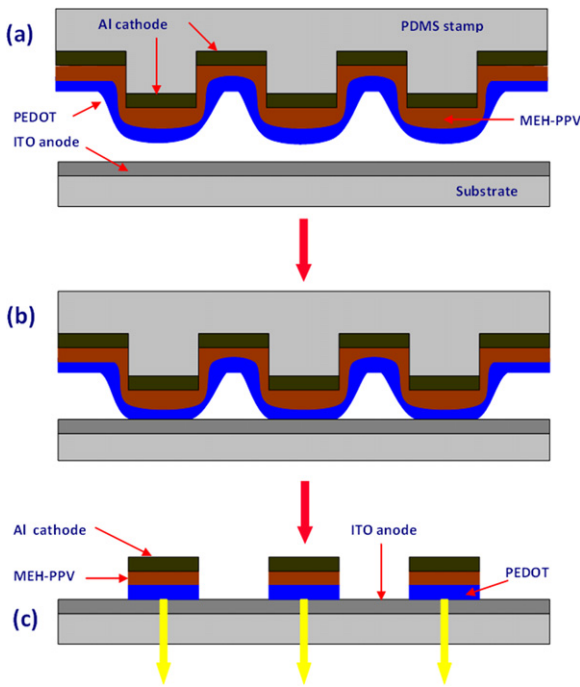 (a)
Al cathode
PDMS stamp
PEDOT
MEH-PPV
ITO anode
Substrate
(b)
Al cathode
ITO anode
MEH-PPV
PEDOT
(c)